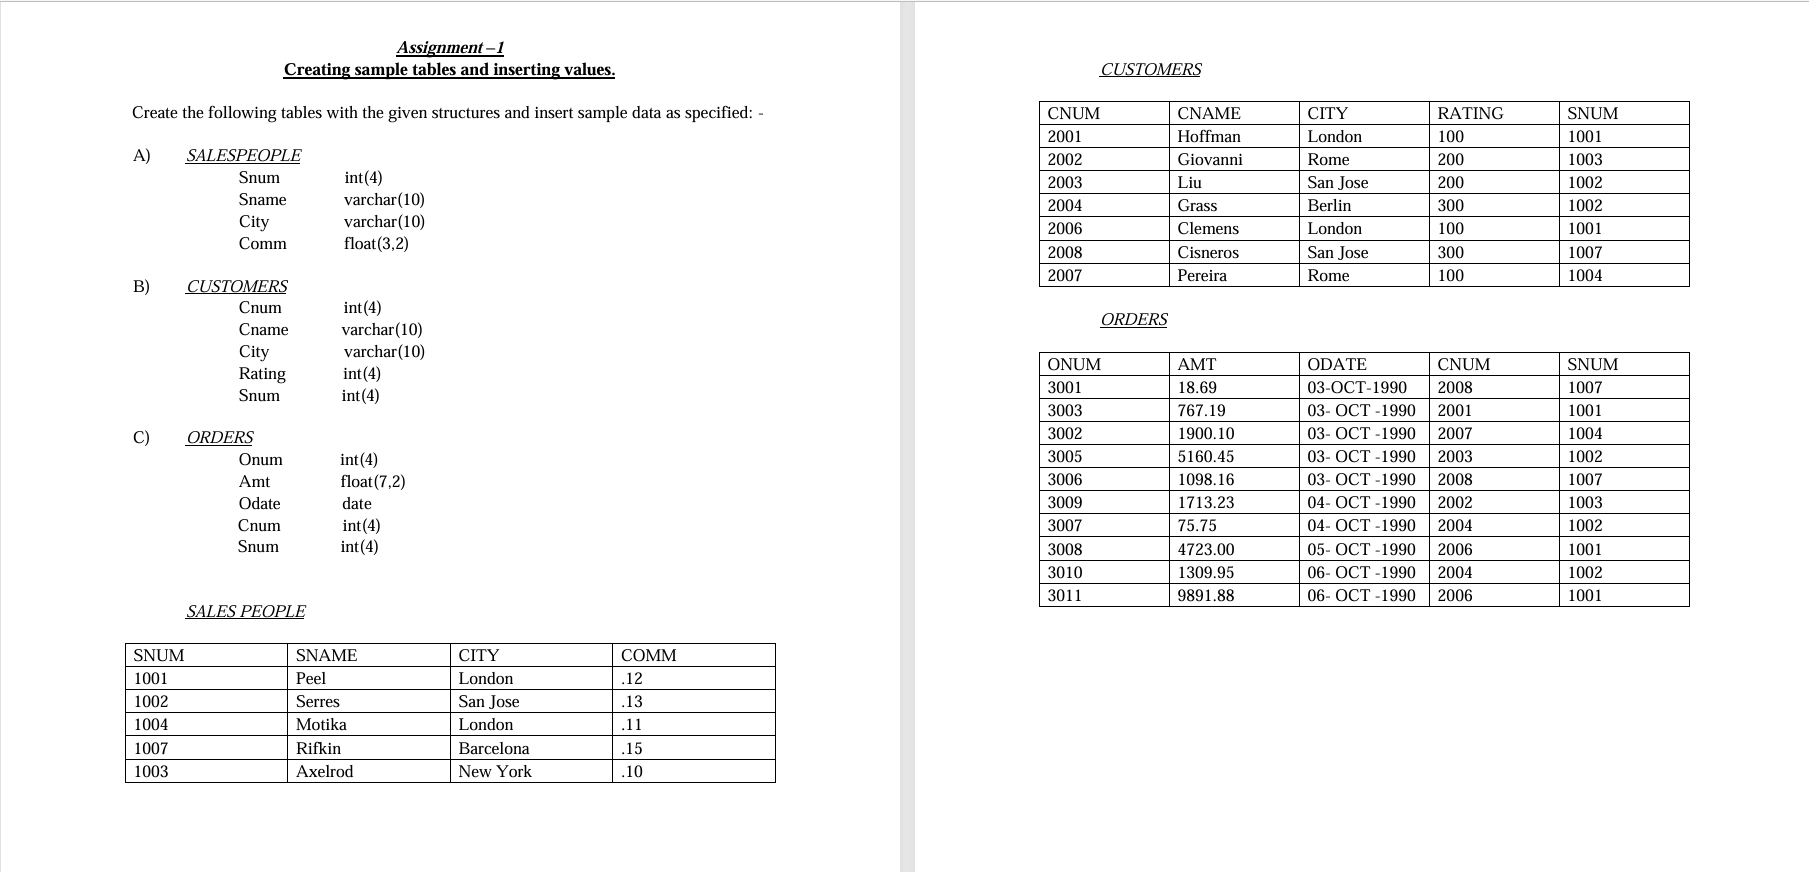 Assignment –1
Creating sample tables and inserting values.
Create the following tables with the given structures and insert sample data as specified: -
A) SALESPEOPLE
Snum int(4)
Sname varchar(10)
City varchar(10)
Comm float(3,2)
B) CUSTOMERS
Cnum int(4)
Cname varchar(10)
City varchar(10)
Rating int(4)
Snum int(4)
C) ORDERS
Onum int(4)
Amt float(7,2)
Odate date
Cnum int(4)
Snum int(4)
SALES PEOPLE
SNUM SNAME CITY COMM
1001 Peel London .12
1002 Serres San Jose .13
1004 Motika London .11
1007 Rifkin Barcelona .15
1003 Axelrod New York .10
CUSTOMERS
CNUM CNAME CITY RATING SNUM
2001 Hoffman London 100 1001
2002 Giovanni Rome 200 1003
2003 Liu San Jose 200 1002
2004 Grass Berlin 300 1002
2006 Clemens London 100 1001
2008 Cisneros San Jose 300 1007
2007 Pereira Rome 100 1004
ORDERS
ONUM AMT ODATE CNUM SNUM
3001 18.69 03-OCT-1990 2008 1007
3003 767.19 03- OCT -1990 2001 1001
3002 1900.10 03- OCT -1990 2007 1004
3005 5160.45 03- OCT -1990 2003 1002
3006 1098.16 03- OCT -1990 2008 1007
3009 1713.23 04- OCT -1990 2002 1003
3007 75.75 04- OCT -1990 2004 1002
3008 4723.00 05- OCT -1990 2006 1001
3010 1309.95 06- OCT -1990 2004 1002
3011 9891.88 06- OCT -1990 2006 1001